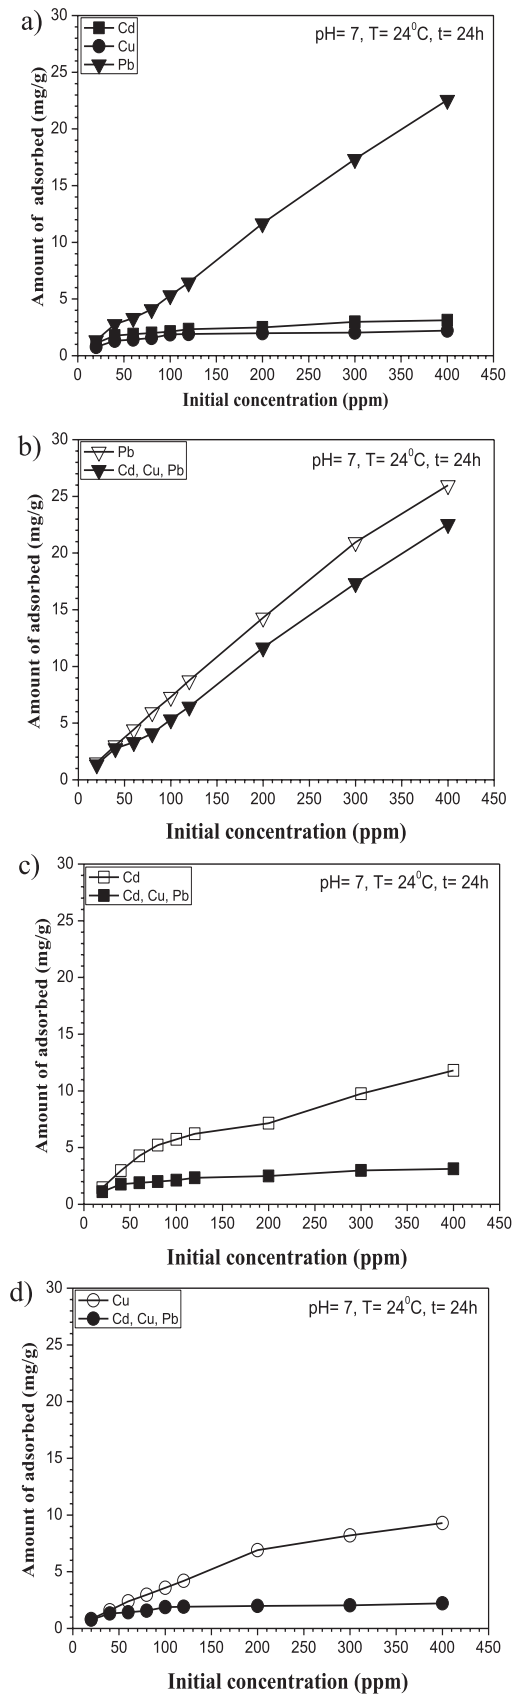 a)
Cd
Cu
Pb
pH= 7, T= 24⁰C, t= 24h
30
25
20
15
10
5
0
0 50 100 150 200 250 300 350 400 450
Amount of adsorbed (mg/g)
Initial concentration (ppm)
b)
Pb
Cd, Cu, Pb
pH= 7, T= 24⁰C, t= 24h
30
25
20
15
10
5
0
0 50 100 150 200 250 300 350 400 450
Amount of adsorbed (mg/g)
Initial concentration (ppm)
c)
Cd
Cd, Cu, Pb
pH= 7, T= 24⁰C, t= 24h
30
25
20
15
10
5
0
0 50 100 150 200 250 300 350 400 450
Amount of adsorbed (mg/g)
Initial concentration (ppm)
d)
Cu
Cd, Cu, Pb
pH= 7, T= 24⁰C, t= 24h
30
25
20
15
10
5
0
0 50 100 150 200 250 300 350 400 450
Amount of adsorbed (mg/g)
Initial concentration (ppm)